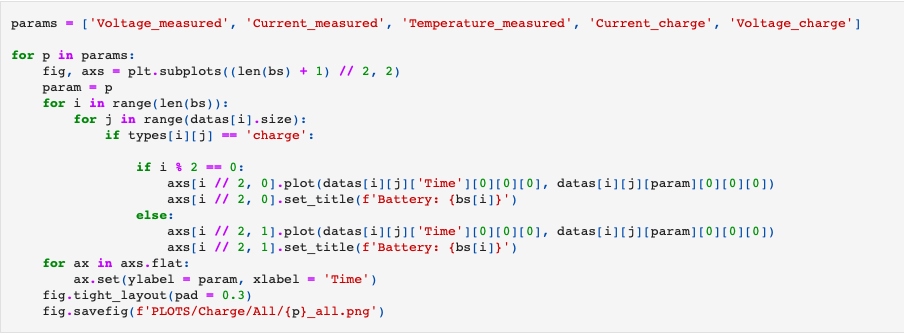 params = ['Voltage_measured', 'Current_measured', 'Temperature_measured', 'Current_charge', 'Voltage_charge']

for p in params:
    fig, axs = plt.subplots((len(bs) + 1) // 2, 2)
    param = p
    for i in range(len(bs)):
        for j in range(datas[i].size):
            if types[i][j] == 'charge':

                if i % 2 == 0:
                    axs[i // 2, 0].plot(datas[i][j]['Time'][0][0][0], datas[i][j][param][0][0][0])
                    axs[i // 2, 0].set_title(f'Battery: {bs[i]}')
                else:
                    axs[i // 2, 1].plot(datas[i][j]['Time'][0][0][0], datas[i][j][param][0][0][0])
                    axs[i // 2, 1].set_title(f'Battery: {bs[i]}')
    for ax in axs.flat:
        ax.set(ylabel = param, xlabel = 'Time')
    fig.tight_layout(pad = 0.3)
    fig.savefig(f'PLOTS/Charge/All/{p}_all.png')